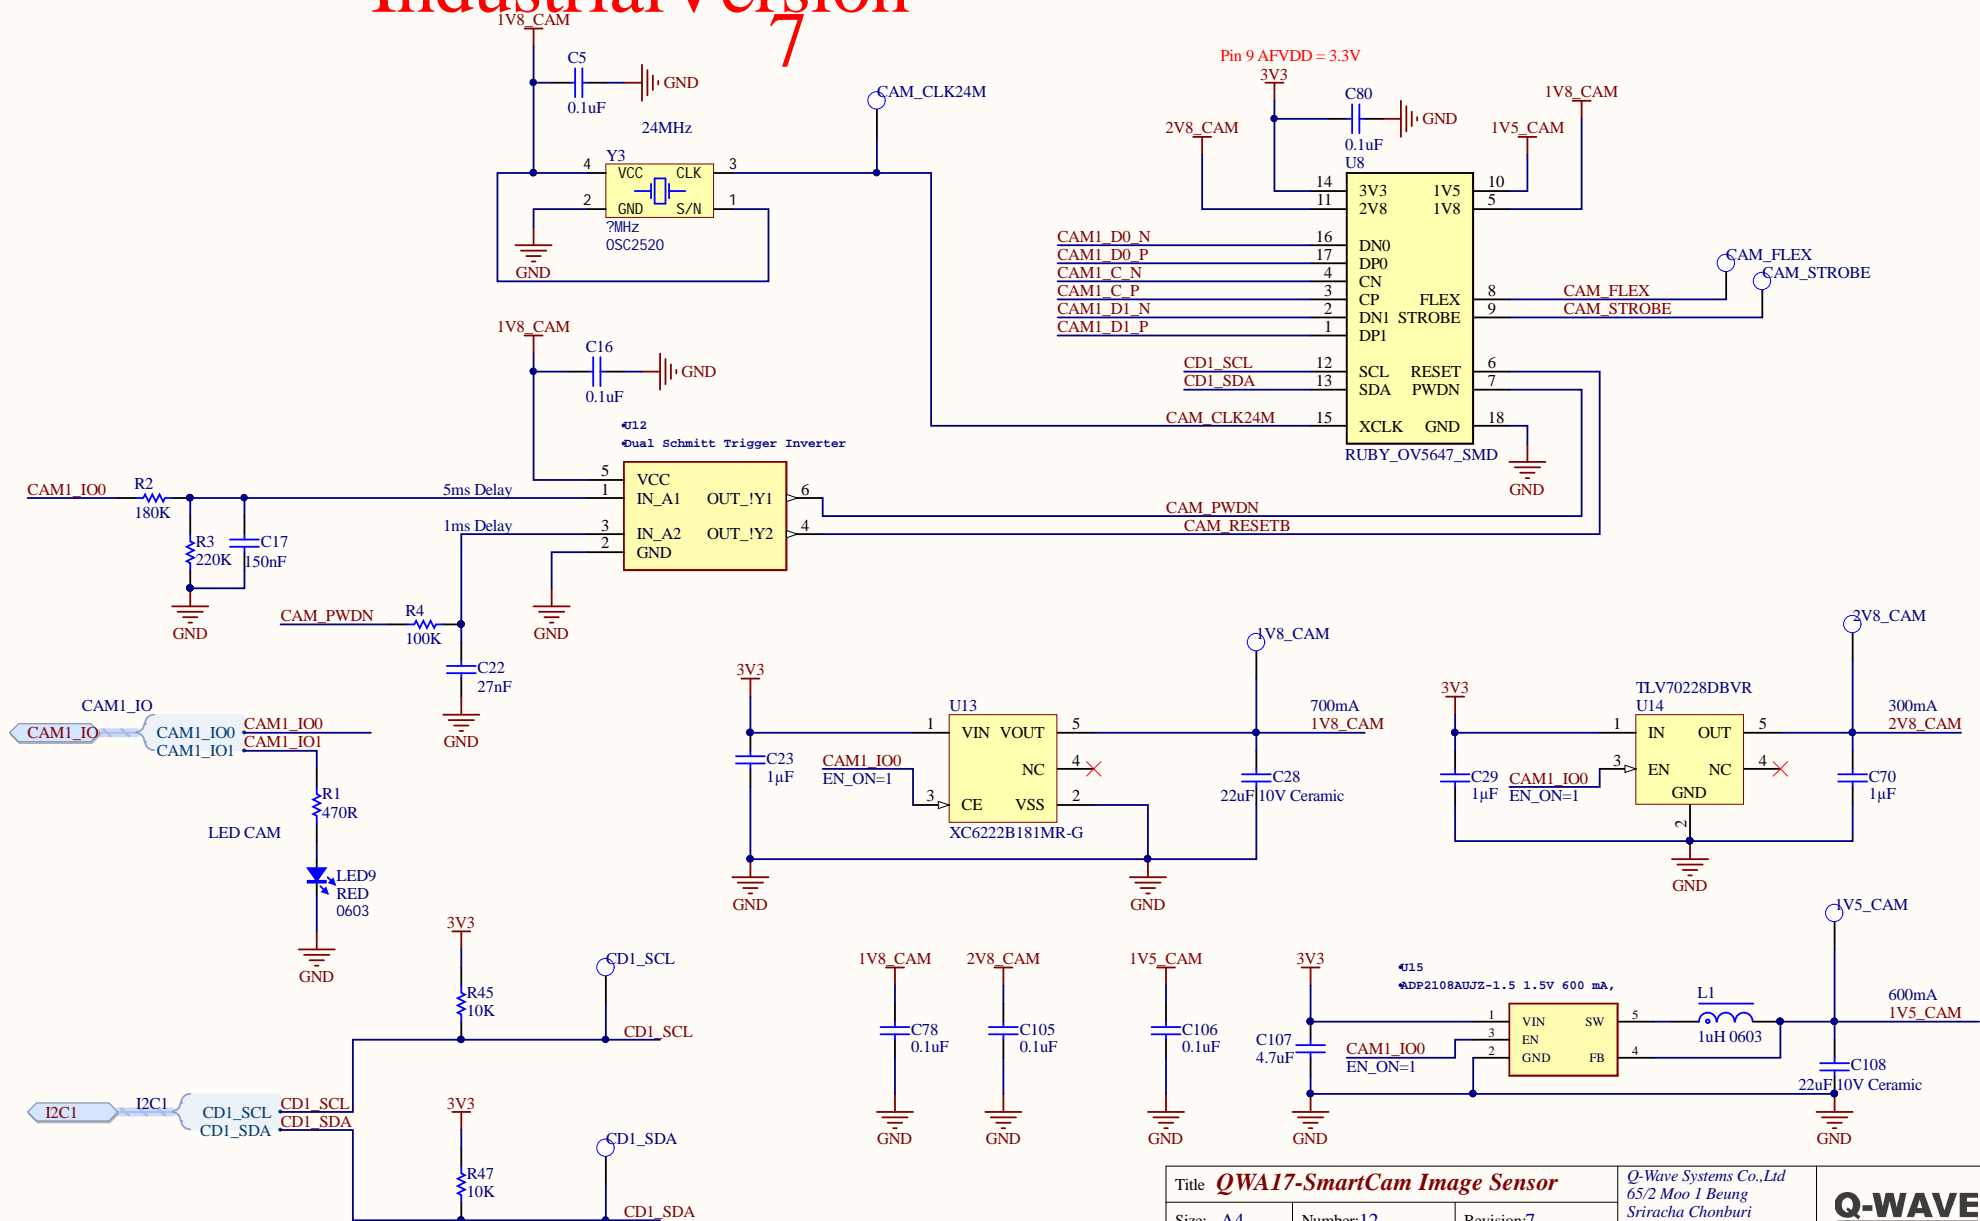 IndustrialVersion
7
1V8_CAM
C5
GND
0.1uF
24MHz
CAM_CLK24M
Y3
4
VCC
CLK
3
2
GND
S/N
1
?MHz
OSC2520
GND
Pin 9 AFVDD = 3.3V
3V3
C80
GND
0.1uF
1V8_CAM
2V8_CAM
1V5_CAM
U8
14
3V3
1V5
10
11
2V8
1V8
5
CAM1_D0_N
16
DN0
CAM1_D0_P
17
DP0
CAM1_C_N
4
CN
CAM1_C_P
3
CP
FLEX
8
CAM_FLEX
CAM_FLEX
CAM1_D1_N
2
DN1
STROBE
9
CAM_STROBE
CAM_STROBE
CAM1_D1_P
1
DP1
CD1_SCL
12
SCL
RESET
6
CD1_SDA
13
SDA
PWDN
7
CAM_CLK24M
15
XCLK
GND
18
RUBY_OV5647_SMD
GND
1V8_CAM
C16
GND
0.1uF
U12
Dual Schmitt Trigger Inverter
5
VCC
CAM1_IO0
R2
180K
5ms Delay
1
IN_A1
OUT_!Y1
6
CAM_PWDN
1ms Delay
3
IN_A2
OUT_!Y2
4
CAM_RESETB
2
GND
R3
220K
C17
150nF
GND
GND
CAM_PWDN
R4
100K
C22
27nF
GND
CAM1_IO
CAM1_IO
CAM1_IO0
CAM1_IO0
CAM1_IO1
CAM1_IO1
R1
470R
LED CAM
LED9
RED
0603
GND
3V3
U13
1V8_CAM
1
VIN
VOUT
5
700mA
1V8_CAM
C23
1µF
CAM1_IO0
EN_ON=1
NC
4
3
CE
VSS
2
C28
22uF 10V Ceramic
XC6222B181MR-G
GND
GND
3V3
TLV70228DBVR
U14
2V8_CAM
1
IN
OUT
5
300mA
2V8_CAM
C29
1µF
CAM1_IO0
EN_ON=1
3
EN
NC
4
GND
2
C70
1µF
GND
3V3
R45
10K
CD1_SCL
CD1_SCL
I2C1
I2C1
CD1_SCL
CD1_SCL
CD1_SDA
CD1_SDA
3V3
R47
10K
CD1_SDA
CD1_SDA
1V8_CAM
C78
0.1uF
GND
2V8_CAM
C105
0.1uF
GND
1V5_CAM
C106
0.1uF
GND
3V3
U15
ADP2108AUJZ-1.5 1.5V 600 mA,
1V5_CAM
L1
1uH 0603
600mA
1V5_CAM
1
VIN
SW
5
3
EN
2
GND
FB
4
C107
4.7uF
CAM1_IO0
EN_ON=1
C108
22uF 10V Ceramic
GND
GND
Title QWA17-SmartCam Image Sensor
Size: A4
Number:12
Revision:7
Q-Wave Systems Co.,Ltd
65/2 Moo 1 Beung
Sriracha Chonburi
Q-WAVE